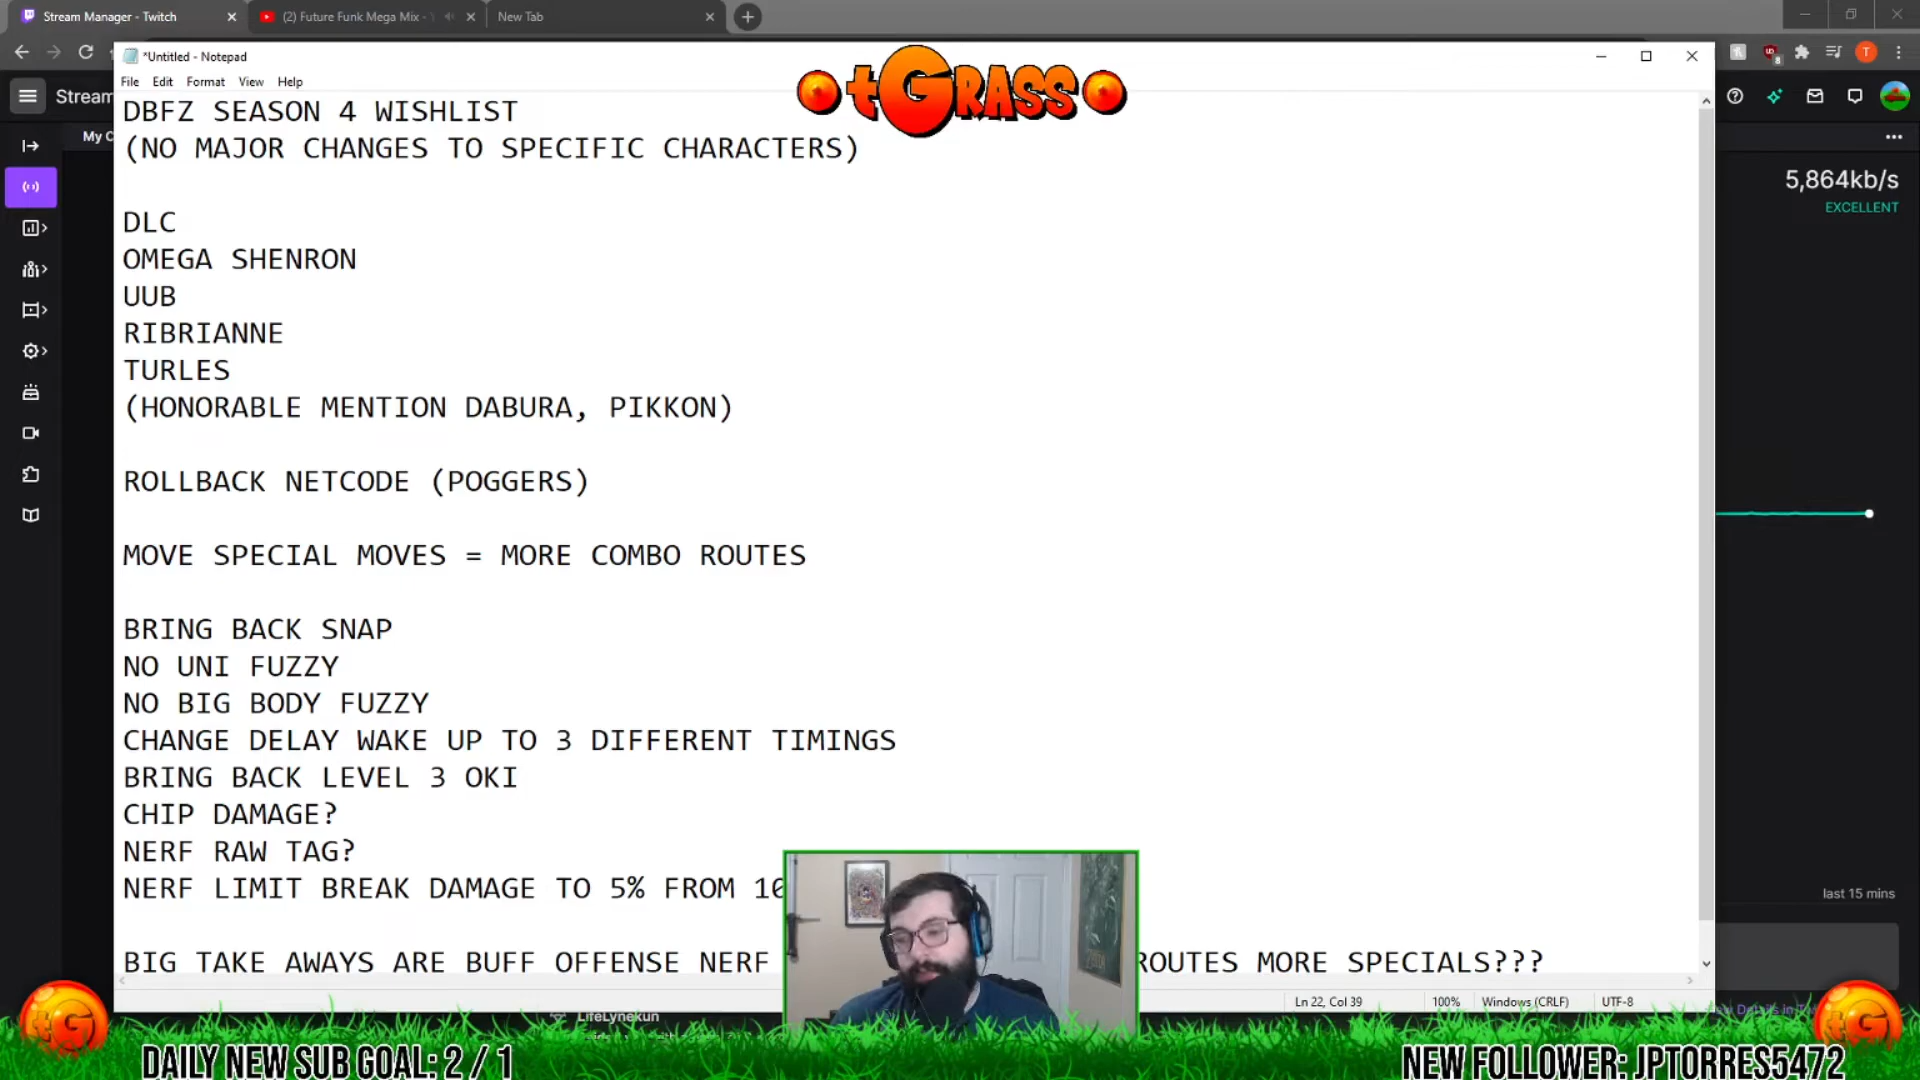 Stream Manager - Twitch
(2) Future Funk Mega Mix -
New Tab
*Untitled - Notepad
File Edit Format View Help
tGRASS
Stream
My C
5,864kb/s
EXCELLENT
DBFZ SEASON 4 WISHLIST
(NO MAJOR CHANGES TO SPECIFIC CHARACTERS)
DLC
OMEGA SHENRON
UUB
RIBRIANNE
TURLES
(HONORABLE MENTION DABURA, PIKKON)
ROLLBACK NETCODE (POGGERS)
MOVE SPECIAL MOVES = MORE COMBO ROUTES
BRING BACK SNAP
NO UNI FUZZY
NO BIG BODY FUZZY
CHANGE DELAY WAKE UP TO 3 DIFFERENT TIMINGS
BRING BACK LEVEL 3 OKI
CHIP DAMAGE?
NERF RAW TAG?
NERF LIMIT BREAK DAMAGE TO 5% FROM 10
last 15 mins
BIG TAKE AWAYS ARE BUFF OFFENSE NERF ROUTES MORE SPECIALS???
Ln 22, Col 39 100% Windows (CRLF) UTF-8
LifeLynekun
tG
tG
DAILY NEW SUB GOAL: 2 / 1
NEW FOLLOWER: JPTORRES5472